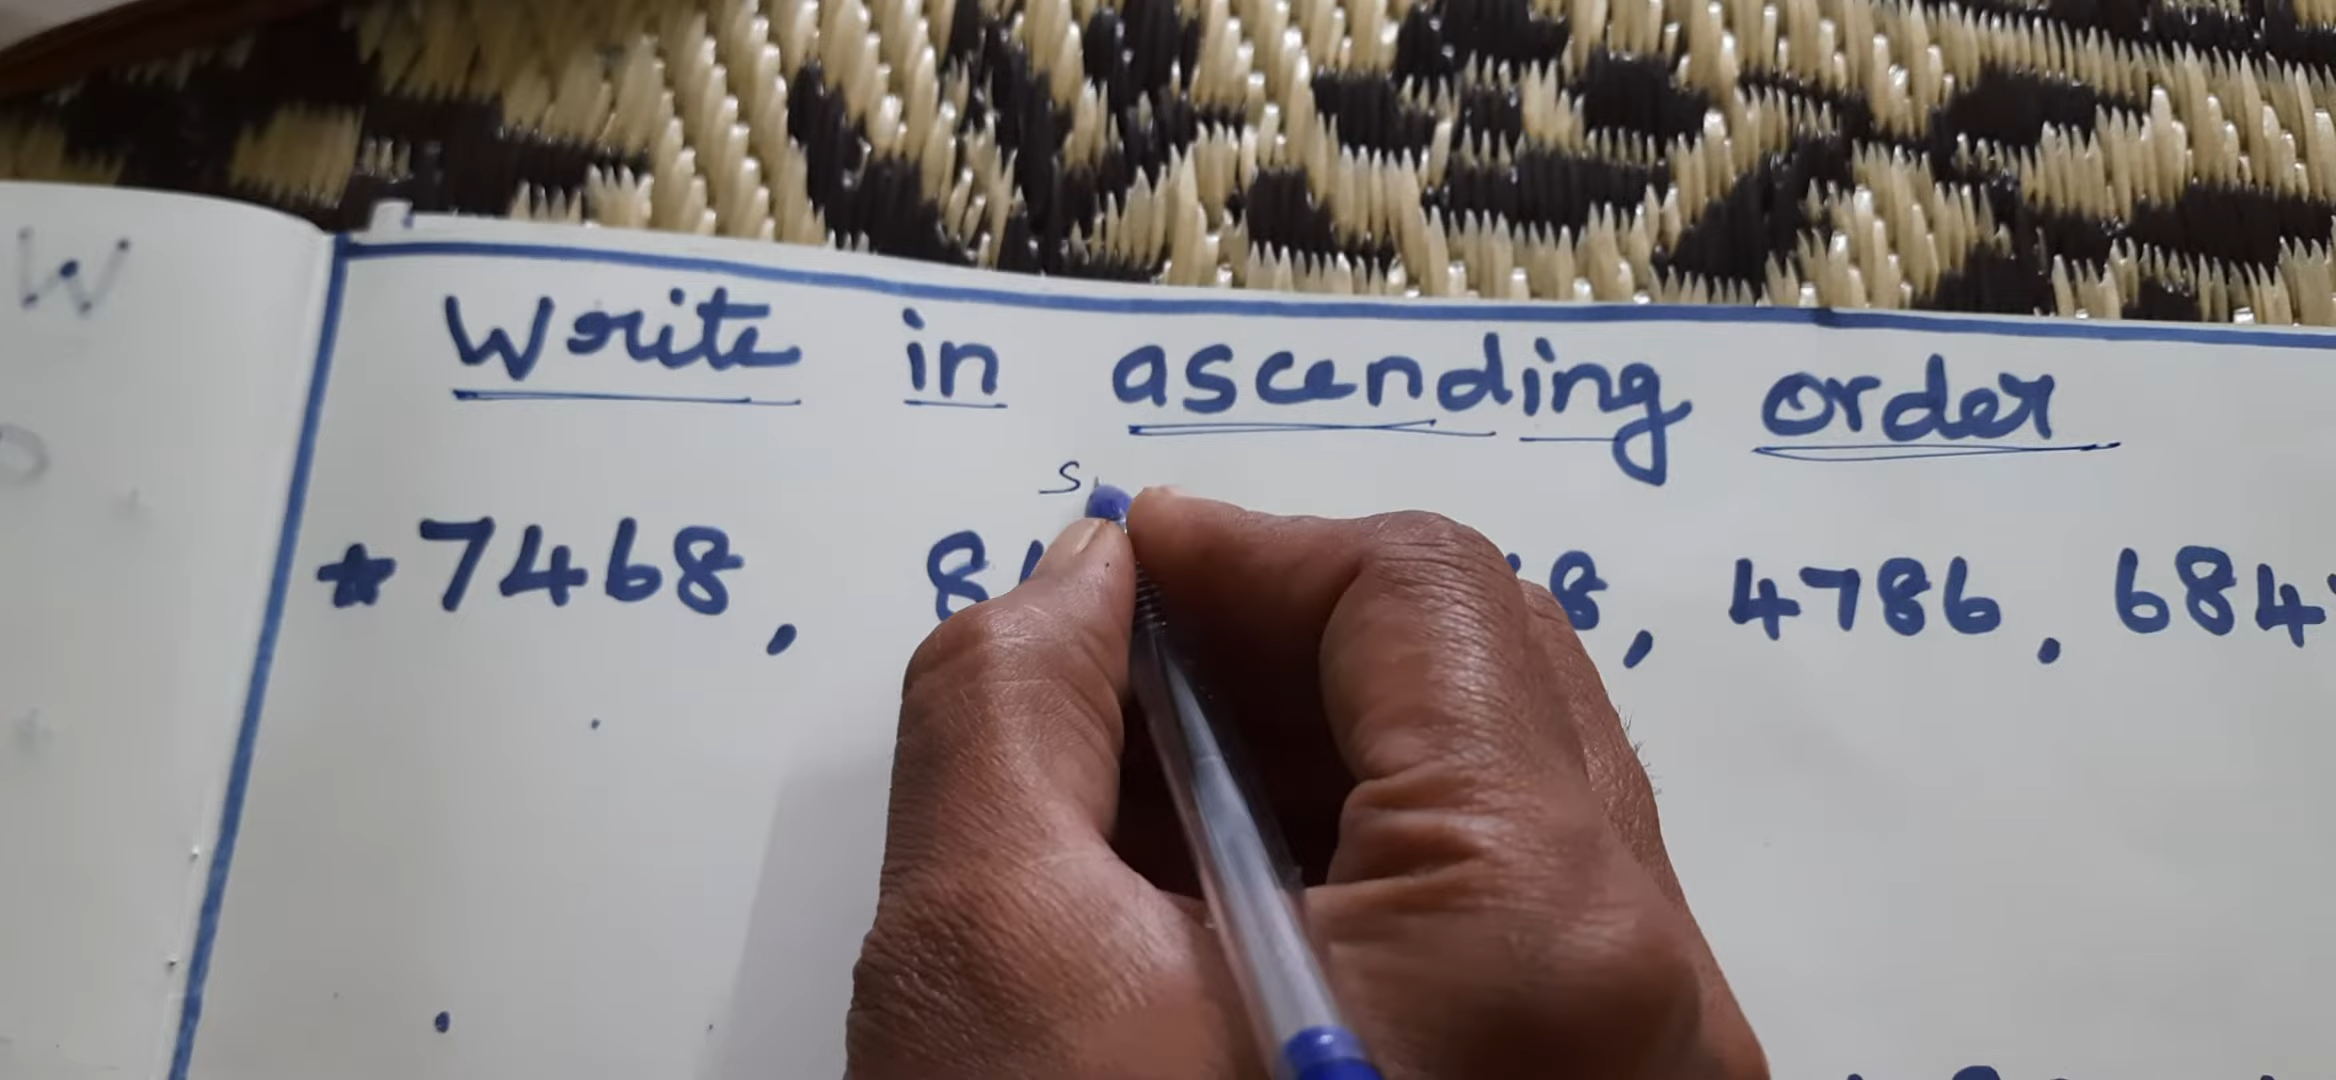 W
Write in ascending order
S
*7468, 8 8, 4786, 684